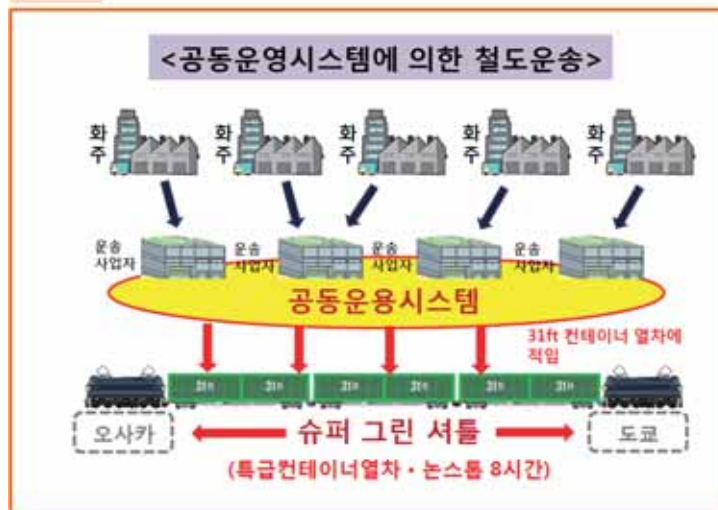 <공동운영시스템에 의한 철도운송>
화주
화주
화주
화주
화주
운송
사업자
운송
사업자
운송
사업자
운송
사업자
공동운용시스템
31ft 컨테이너 열차에
적입
31ft
31ft
31ft
31ft
31ft
31ft
오사카
슈퍼 그린 셔틀
도쿄
(특급컨테이너열차・논스톱 8시간)